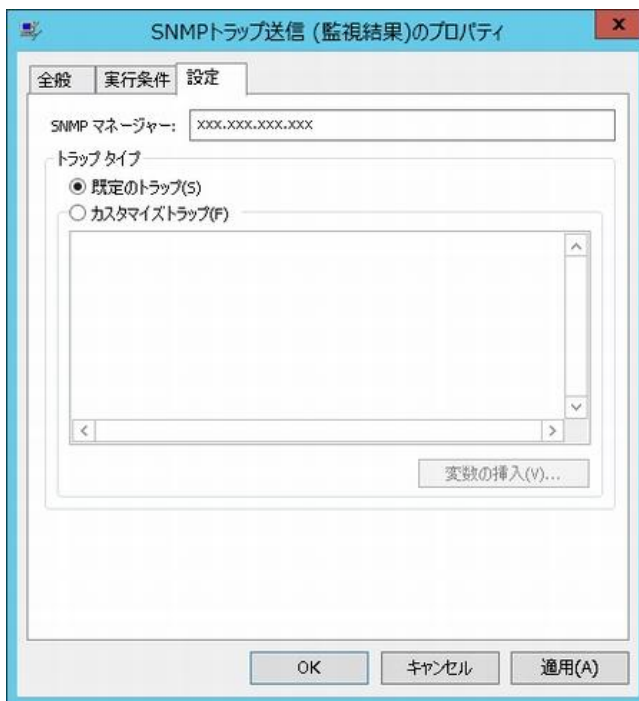 SNMPトラップ送信 (監視結果)のプロパティ
x
全般 実行条件 設定
SNMP マネージャー: xxx.xxx.xxx.xxx
トラップ タイプ
既定のトラップ(S)
カスタマイズトラップ(F)
変数の挿入(V)...
OK キャンセル 適用(A)